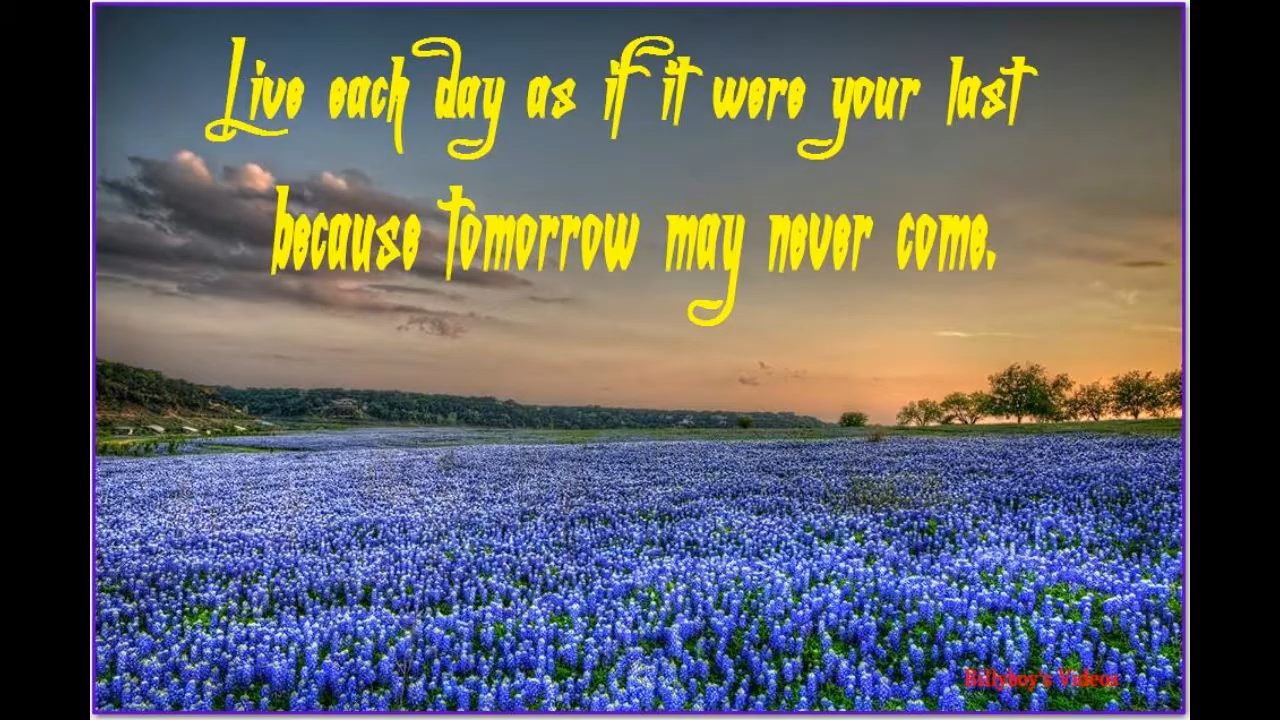 Live each day as if it were your last
because tomorrow may never come.
Billyboy's Videos